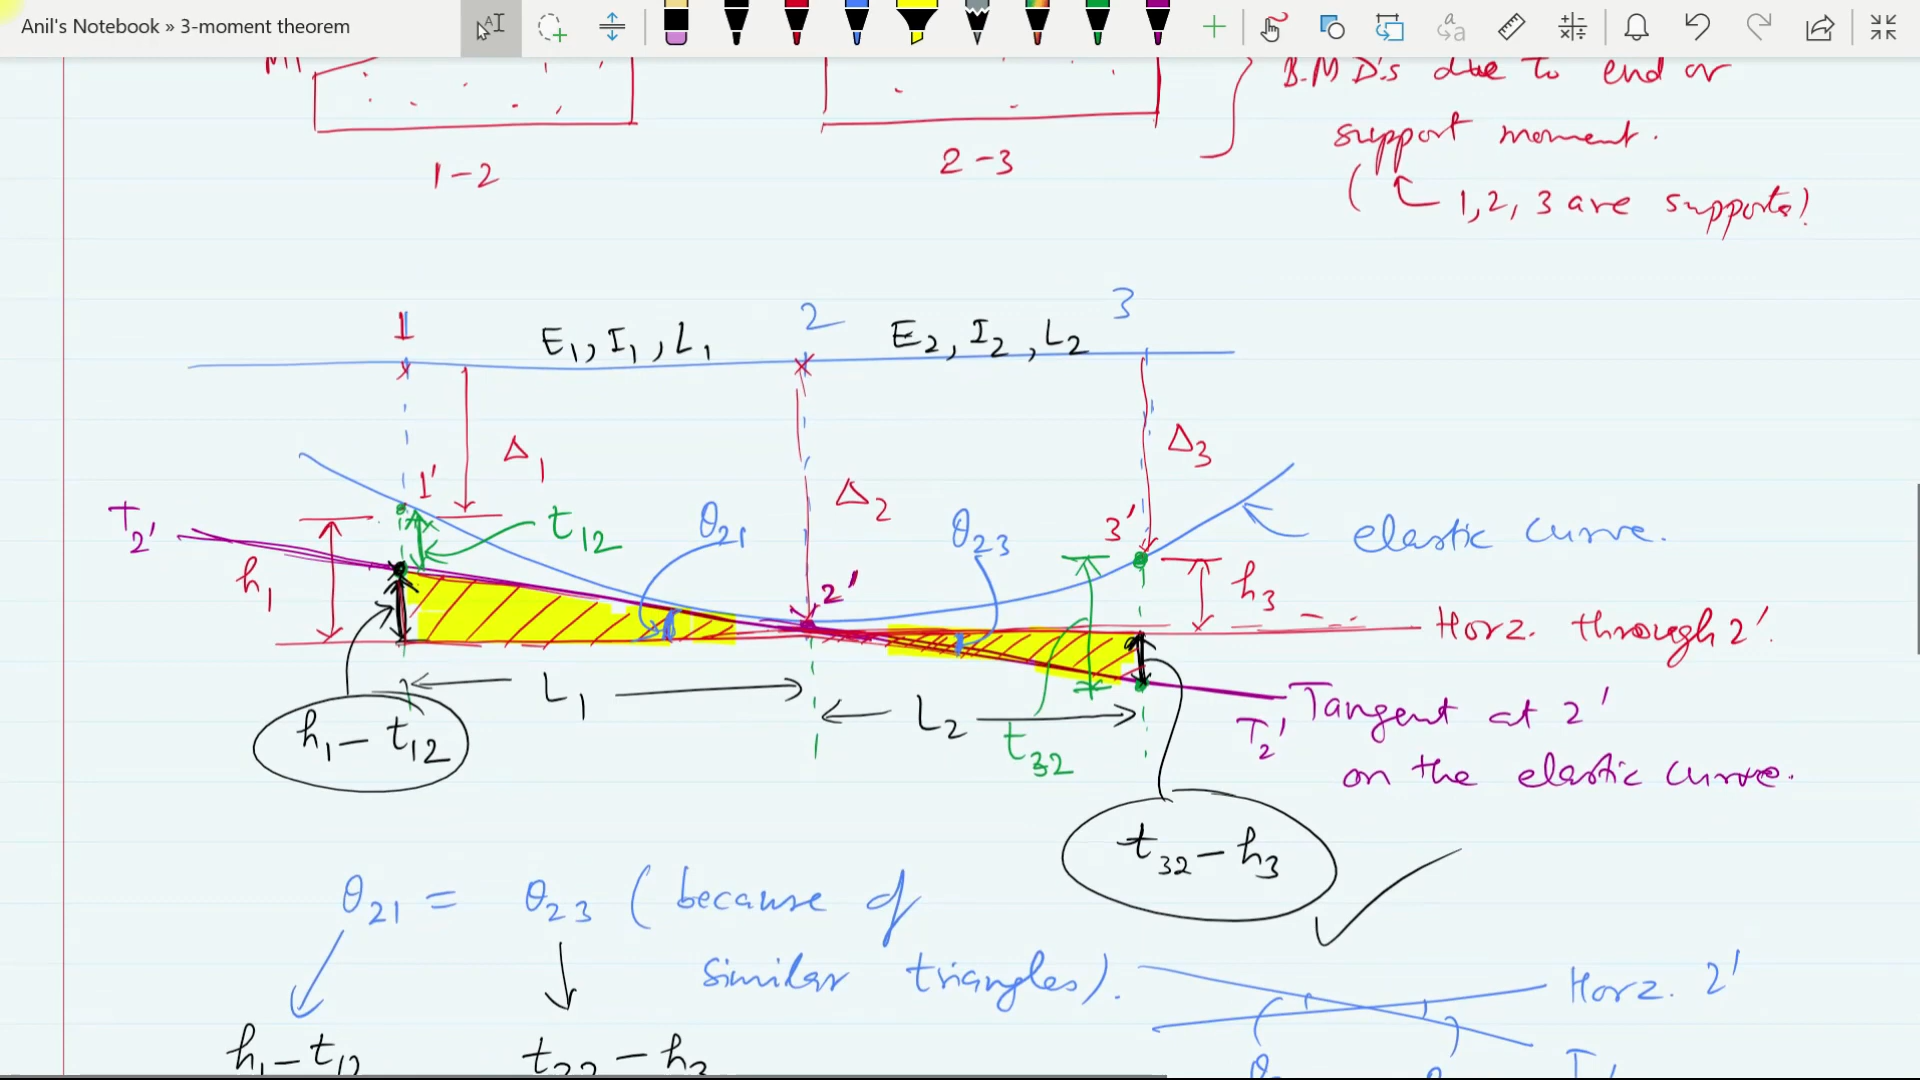 Anil's Notebook » 3-moment theorem
M1
B.M D's due to end or
support moment.
1-2
2-3
( 1, 2, 3 are supports)
1
E1, I1, L1
2
E2, I2, L2
3
Δ1
Δ2
Δ3
1'
T2'
t12
θ21
θ23
3'
elastic curve.
h1
2'
h3
Horz. through 2'.
L1
L2
h1 - t12
t32
T2'
Tangent at 2'
on the elastic curve.
t32 - h3
θ21 = θ23 (because of
similar triangles).
Horz. 2'
h1 - t12
t32 - h3